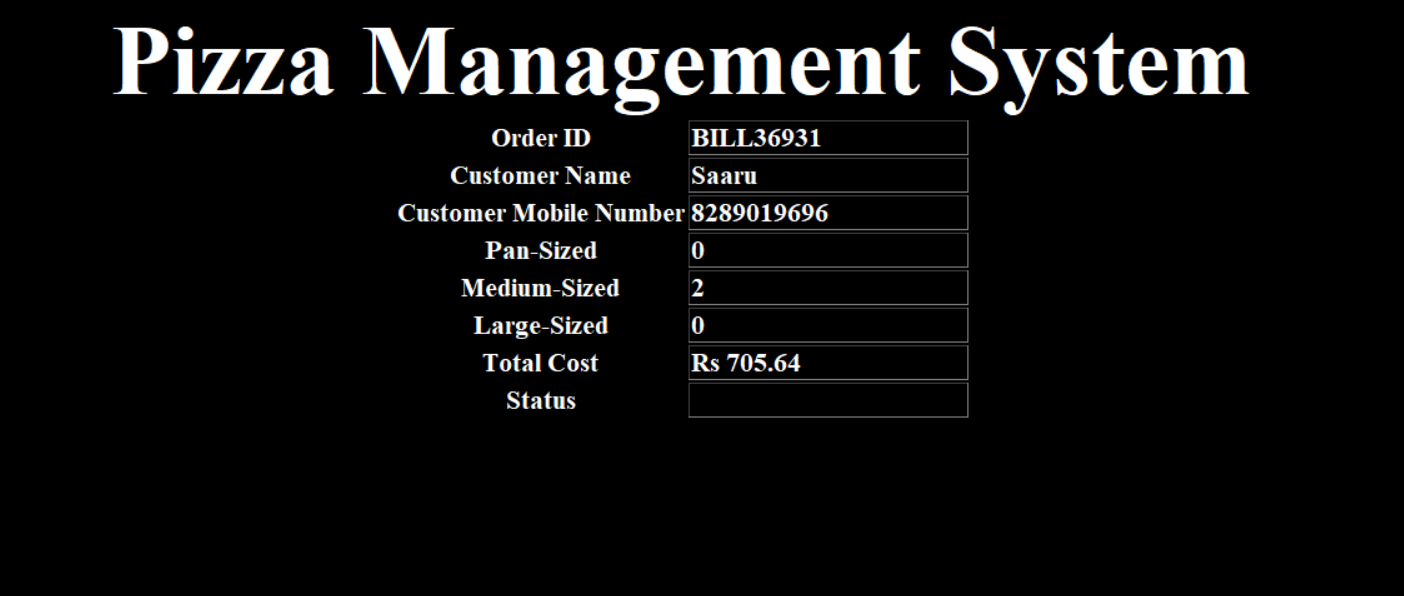 Pizza Management System
Order ID BILL36931
Customer Name Saaru
Customer Mobile Number 8289019696
Pan-Sized 0
Medium-Sized 2
Large-Sized 0
Total Cost Rs 705.64
Status